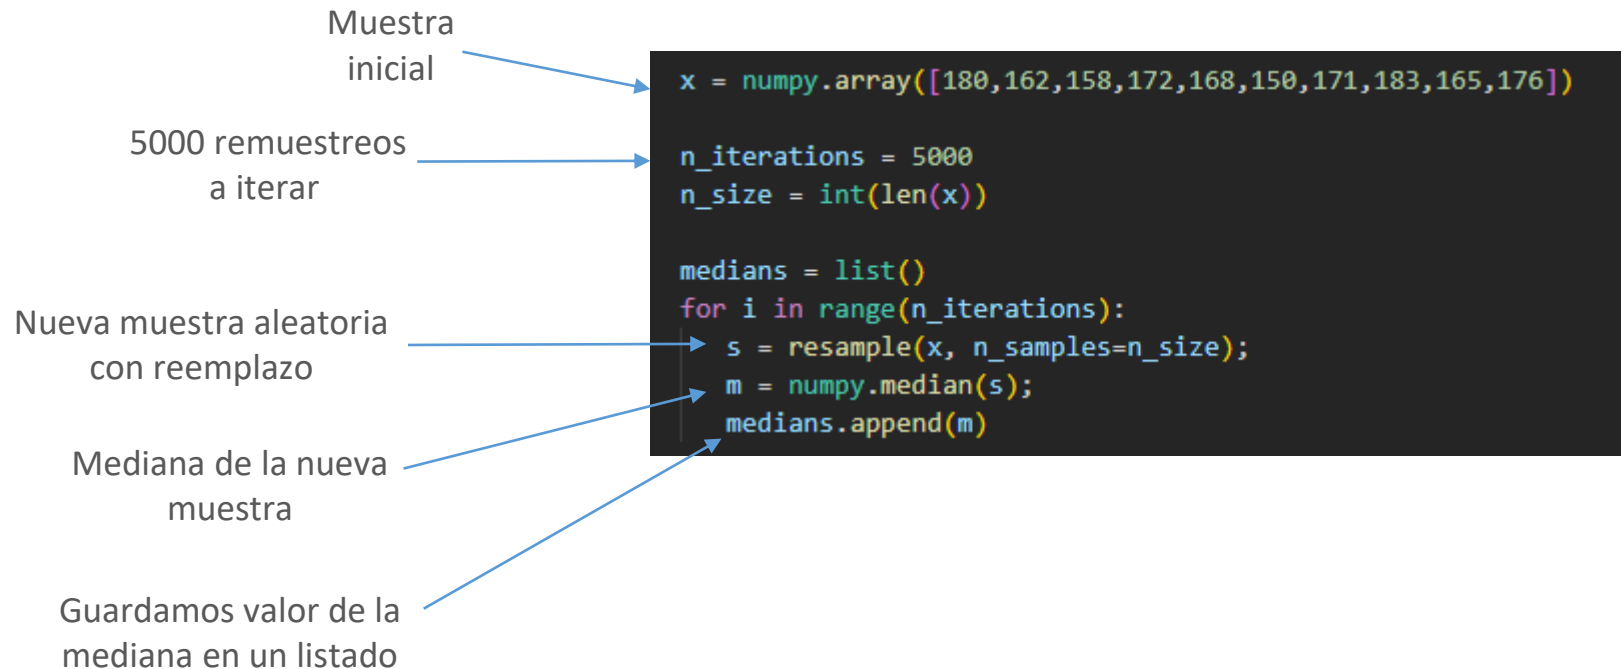 Muestra
inicial
x = numpy.array([180,162,158,172,168,150,171,183,165,176])
5000 remuestreos
a iterar
n_iterations = 5000
n_size = int(len(x))
medians = list()
for i in range(n_iterations):
Nueva muestra aleatoria
con reemplazo
s = resample(x, n_samples=n_size);
m = numpy.median(s);
medians.append(m)
Mediana de la nueva
muestra
Guardamos valor de la
mediana en un listado